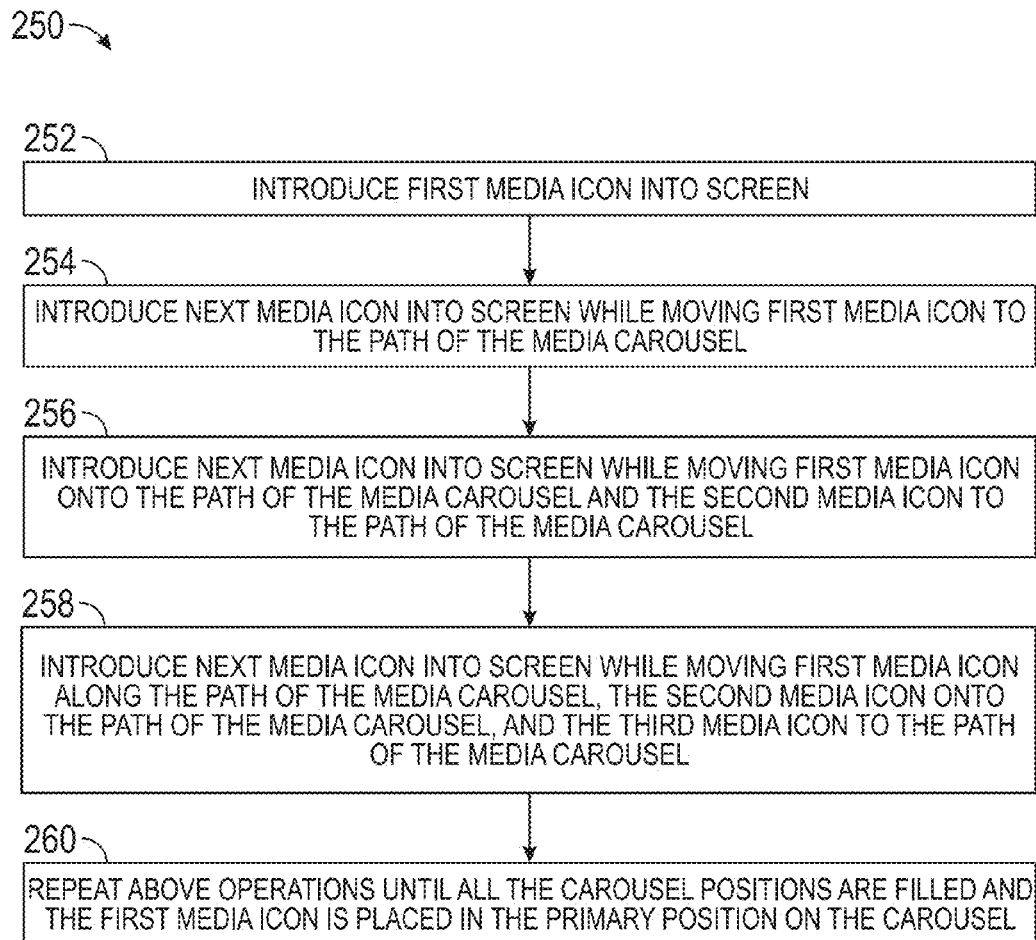 250
252
INTRODUCE FIRST MEDIA ICON INTO SCREEN
254
INTRODUCE NEXT MEDIA ICON INTO SCREEN WHILE MOVING FIRST MEDIA ICON TO
THE PATH OF THE MEDIA CAROUSEL
256
INTRODUCE NEXT MEDIA ICON INTO SCREEN WHILE MOVING FIRST MEDIA ICON
ONTO THE PATH OF THE MEDIA CAROUSEL AND THE SECOND MEDIA ICON TO
THE PATH OF THE MEDIA CAROUSEL
258
INTRODUCE NEXT MEDIA ICON INTO SCREEN WHILE MOVING FIRST MEDIA ICON
ALONG THE PATH OF THE MEDIA CAROUSEL, THE SECOND MEDIA ICON ONTO
THE PATH OF THE MEDIA CAROUSEL, AND THE THIRD MEDIA ICON TO THE PATH
OF THE MEDIA CAROUSEL
260
REPEAT ABOVE OPERATIONS UNTIL ALL THE CAROUSEL POSITIONS ARE FILLED AND
THE FIRST MEDIA ICON IS PLACED IN THE PRIMARY POSITION ON THE CAROUSEL